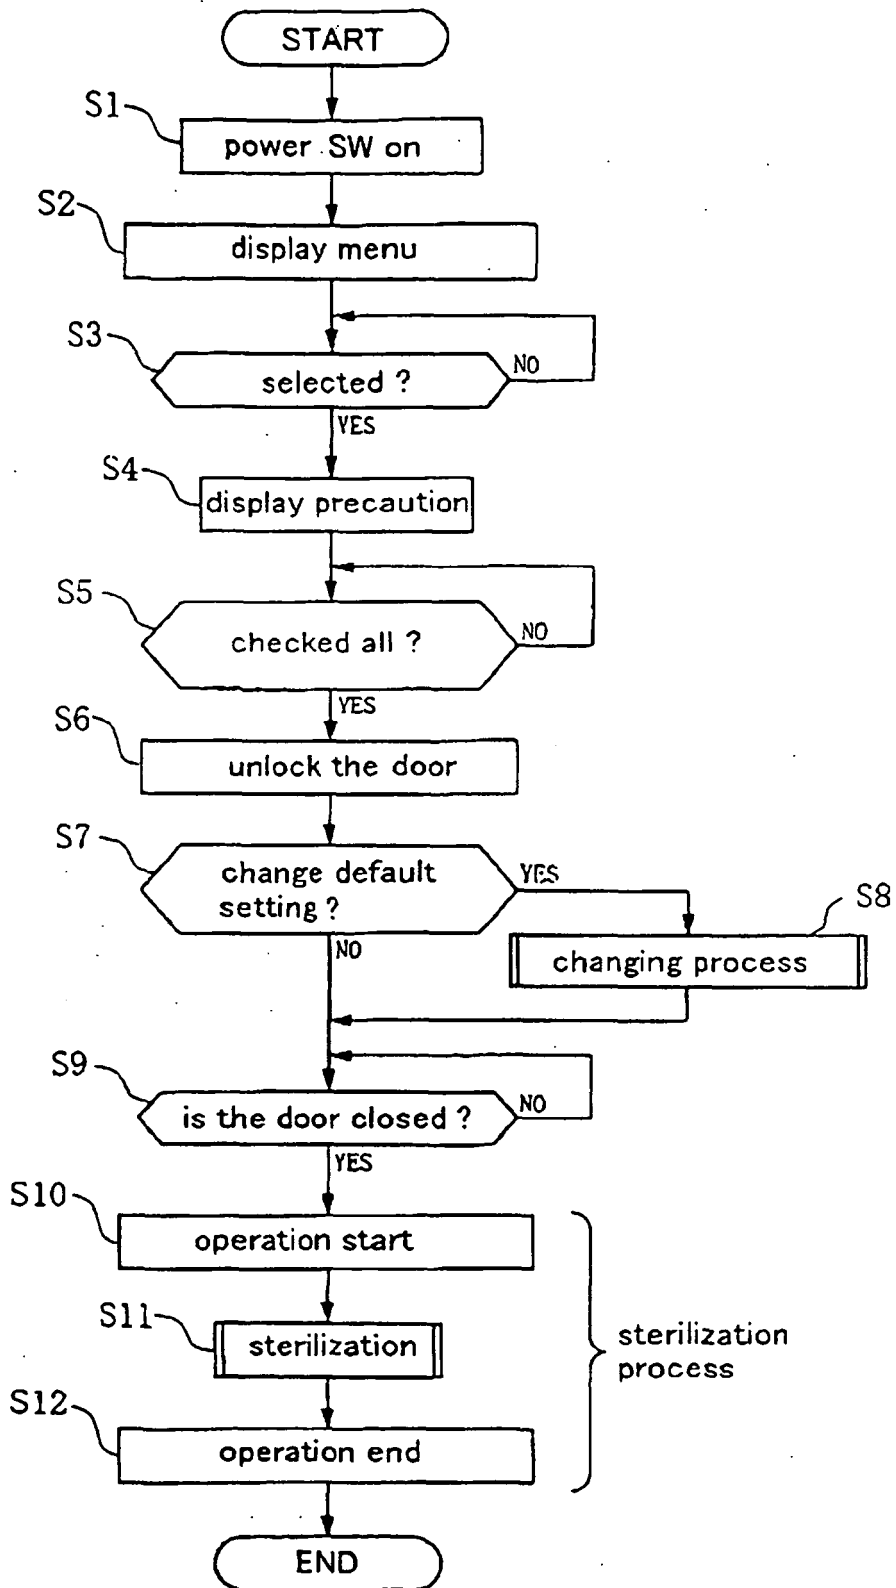 START
S1
power SW on
S2
display menu
S3
selected ?
NO
YES
S4
display precaution
S5
checked all ?
NO
YES
S6
unlock the door
S7
change default
setting ?
YES
S8
changing process
NO
S9
is the door closed ?
NO
YES
S10
operation start
S11
sterilization
sterilization
process
S12
operation end
END